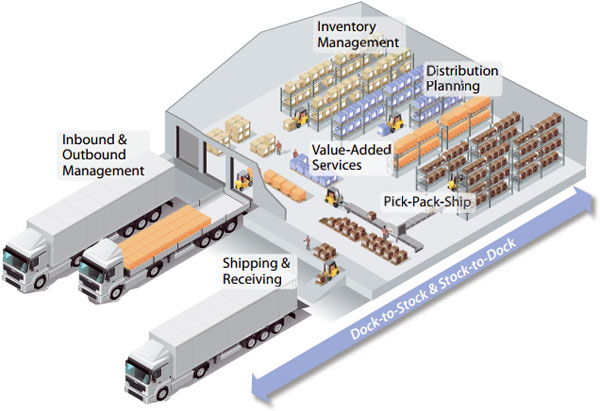 Inventory
Management
Distribution
Planning
Inbound &
Outbound
Management
Value-Added
Services
Pick-Pack-Ship
Shipping &
Receiving
Dock-to-Stock & Stock-to-Dock